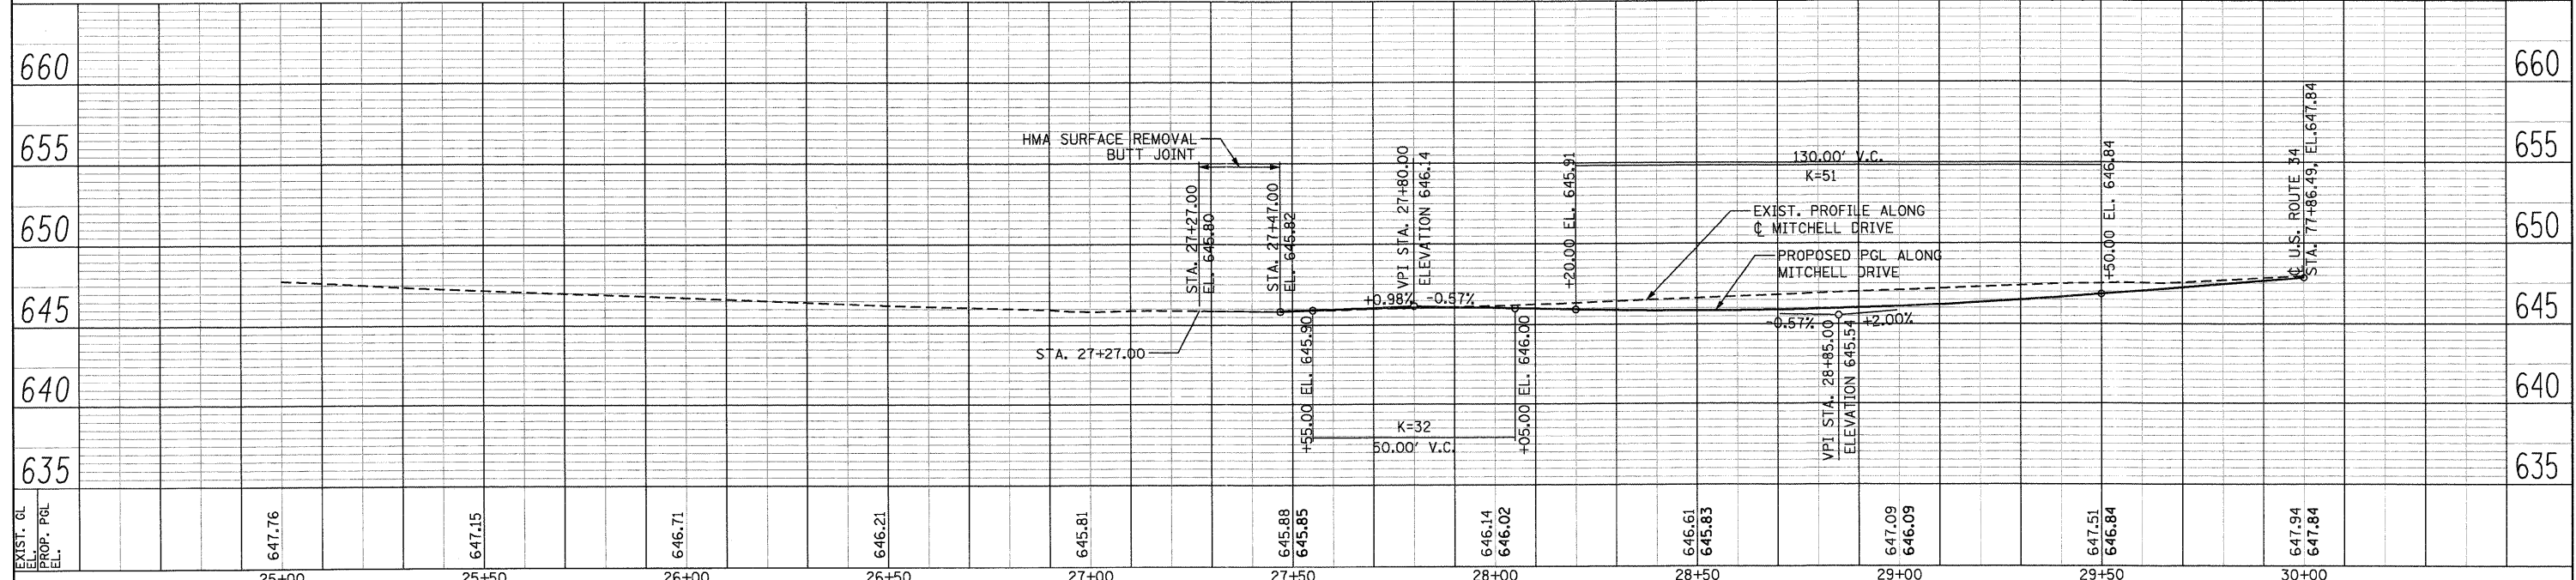 660
655
650
645
640
635
660
655
650
645
640
635
HMA SURFACE REMOVAL
BUTT JOINT
STA. 27+27.00
EL. 645.80
STA. 27+47.00
EL. 645.82
STA. 27+27.00
+55.00 EL. 645.90
VPI STA. 27+80.00
ELEVATION 646.14
+0.98%
-0.57%
K=32
50.00' V.C.
+05.00 EL. 646.00
+20.00 EL. 645.91
130.00' V.C.
K=51
EXIST. PROFILE ALONG
℄ MITCHELL DRIVE
PROPOSED PGL ALONG
MITCHELL DRIVE
-0.57%
+2.00%
VPI STA. 28+85.00
ELEVATION 645.54
+50.00 EL. 646.84
℄ U.S. ROUTE 34
STA. 77+86.49, EL.647.84
EXIST. GL
EL.
PROP. PGL
EL.
647.76
647.15
646.71
646.21
645.81
645.88
645.85
646.14
646.02
646.61
645.83
647.09
646.09
647.51
646.84
647.94
647.84
25+00
25+50
26+00
26+50
27+00
27+50
28+00
28+50
29+00
29+50
30+00